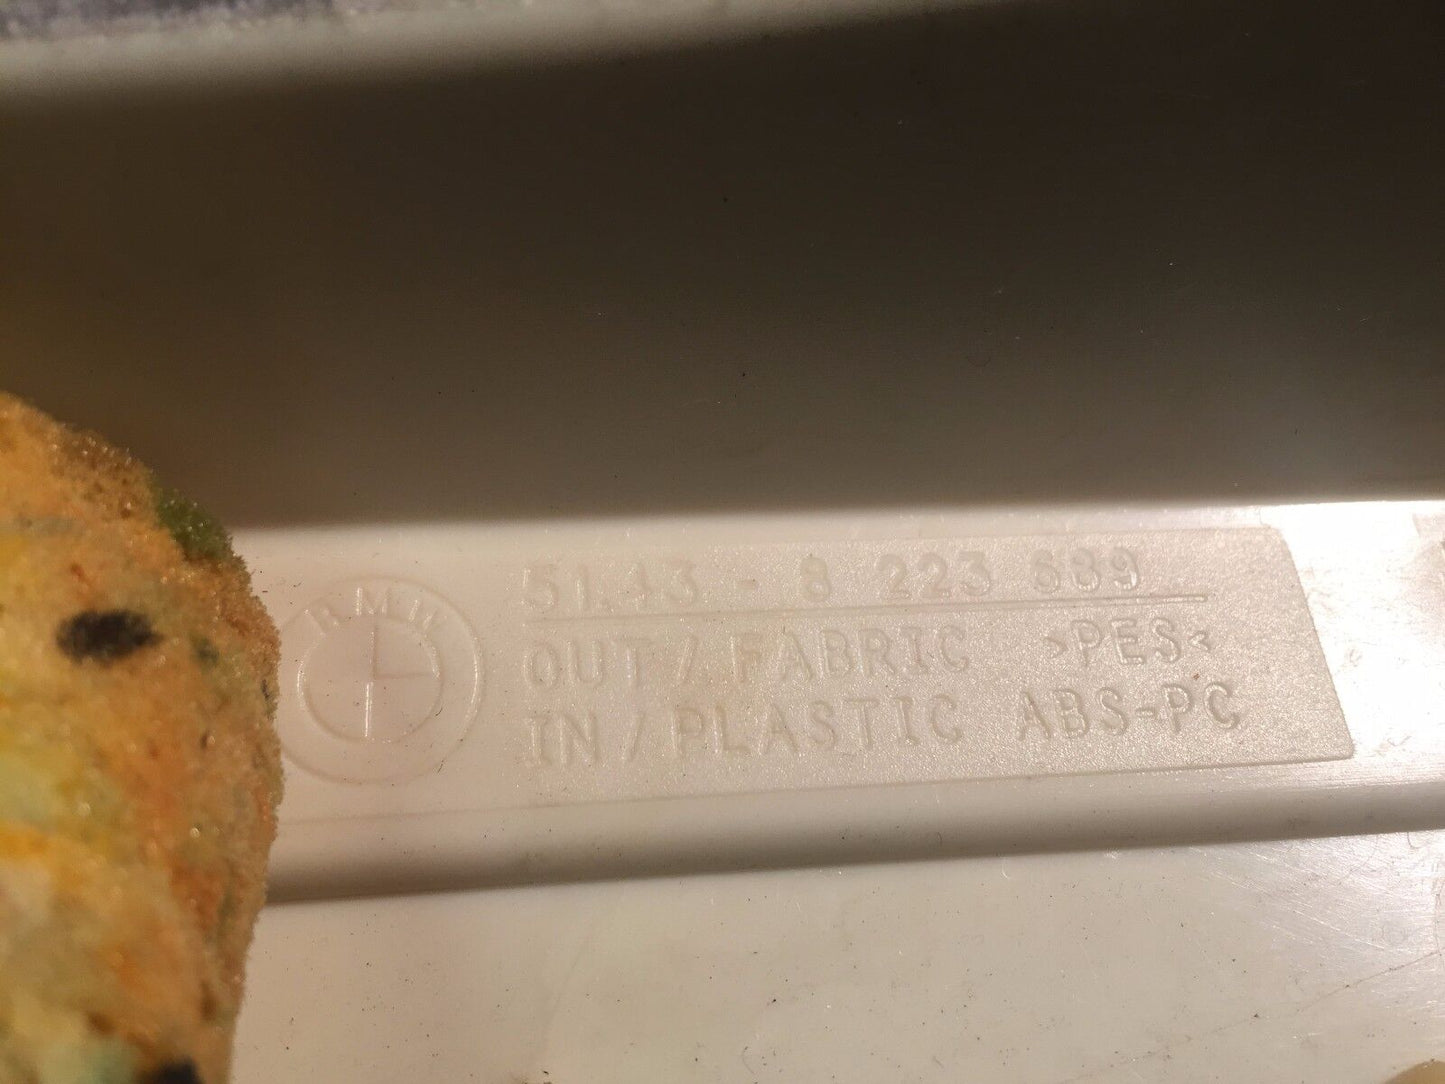 BMW
51.43 - 8 223 689
OUT / FABRIC >PES<
IN / PLASTIC ABS-PC